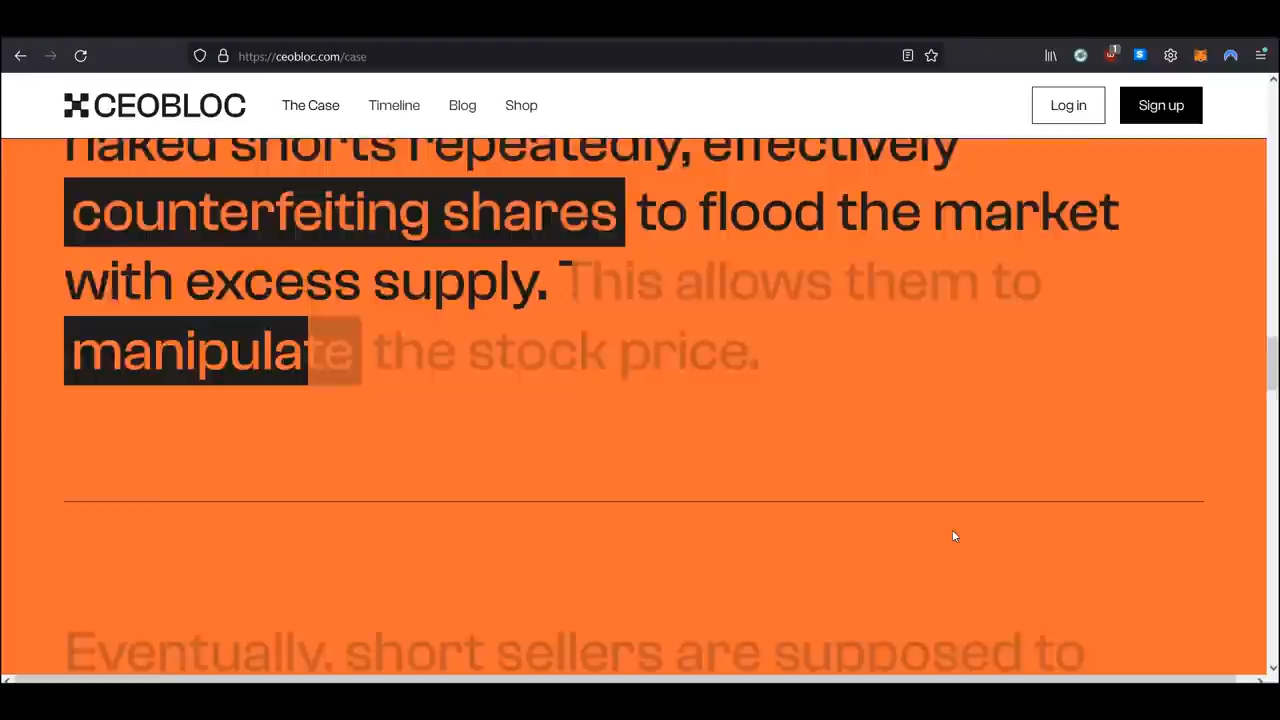 https://ceobloc.com/case
1
S
CEOBLOC
The Case
Timeline
Blog
Shop
Log in
Sign up
naked shorts repeatedly, effectively
counterfeiting shares to flood the market
with excess supply. This allows them to
manipulate the stock price.
Eventually, short sellers are supposed to